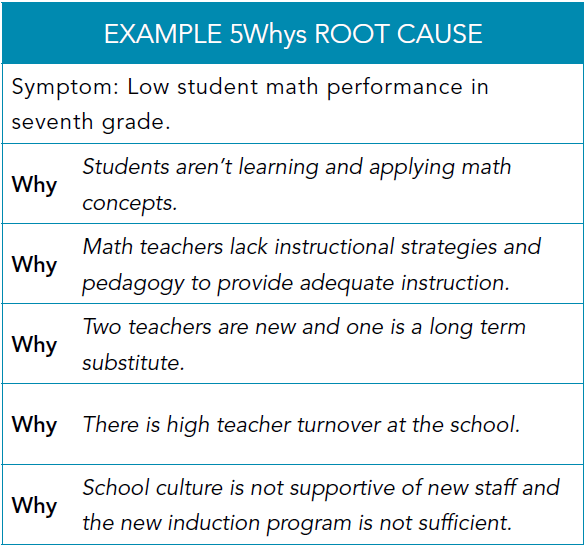 EXAMPLE 5Whys ROOT CAUSE
Symptom: Low student math performance in
seventh grade.
Why
Students aren’t learning and applying math
concepts.
Why
Math teachers lack instructional strategies and
pedagogy to provide adequate instruction.
Why
Two teachers are new and one is a long term
substitute.
Why There is high teacher turnover at the school.
Why
School culture is not supportive of new staff and
the new induction program is not sufficient.